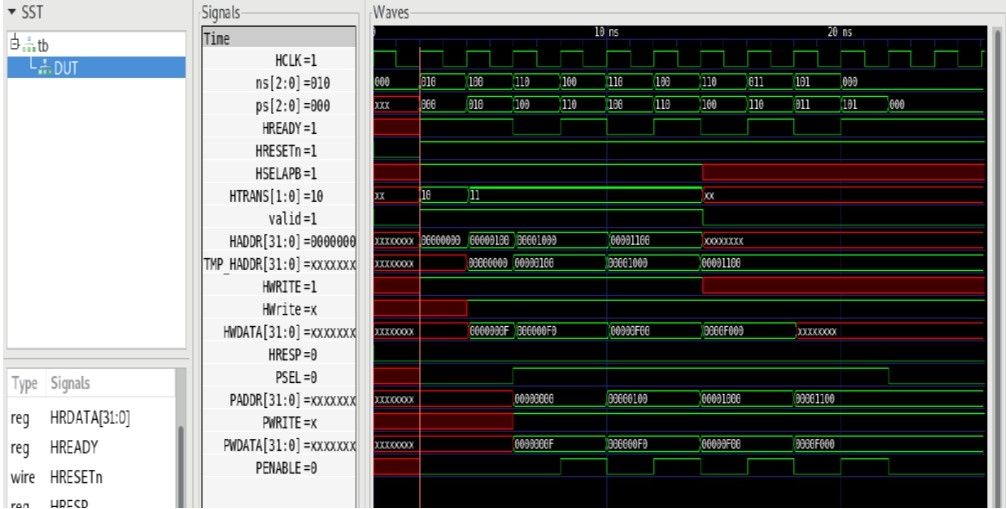 SST
Signals
Waves
tb
DUT
Time
10 ns
20 ns
HCLK=1
ns[2:0]=010
000 010 100 110 100 110 100 110 011 101 000
ps[2:0]=000
xxx 000 010 100 110 100 110 100 110 011 101 000
HREADY=1
HRESETn=1
HSELAPB=1
HTRANS[1:0]=10
xx 10 11 xx
valid=1
HADDR[31:0]=0000000
xxxxxxxx 00000000 00000100 00001000 00001100 xxxxxxxx
TMP_HADDR[31:0]=xxxxxxx
xxxxxxxx 00000000 00000100 00001000 00001100
HWRITE=1
HWrite=x
HWDATA[31:0]=xxxxxxx
xxxxxxxx 0000000F 000000F0 00000F00 0000F000 xxxxxxxx
HRESP=0
PSEL=0
PADDR[31:0]=xxxxxxx
xxxxxxxx 00000000 00000100 00001000 00001100
PWRITE=x
PWDATA[31:0]=xxxxxxx
xxxxxxxx 0000000F 000000F0 00000F00 0000F000
PENABLE=0
Type Signals
reg HRDATA[31:0]
reg HREADY
wire HRESETn
reg HRESP